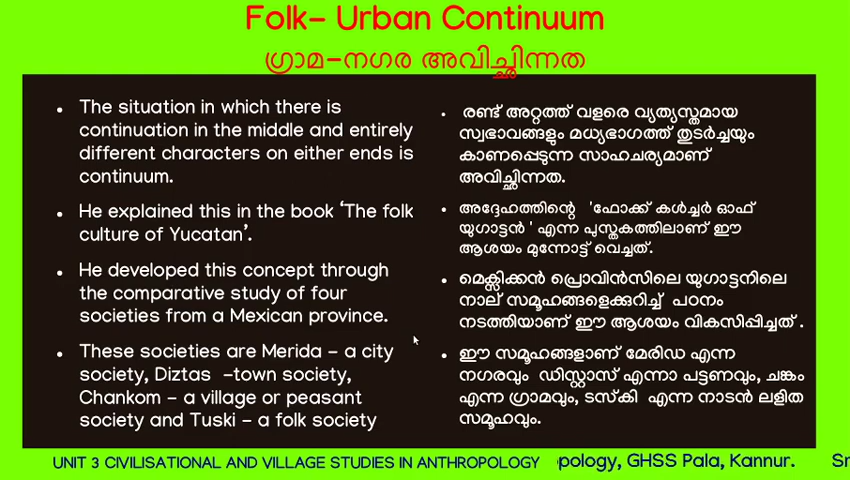 Folk- Urban Continuum
ഗ്രാമ-നഗര അവിച്ഛിന്നത
• The situation in which there is
continuation in the middle and entirely
different characters on either ends is
continuum.
• He explained this in the book ‘The folk
culture of Yucatan’.
• He developed this concept through
the comparative study of four
societies from a Mexican province.
• These societies are Merida – a city
society, Diztas –town society,
Chankom – a village or peasant
society and Tuski – a folk society
• രണ്ട് അറ്റത്ത് വളരെ വ്യത്യസ്തമായ
സ്വഭാവങ്ങളും മധ്യഭാഗത്ത് തുടർച്ചയും
കാണപ്പെടുന്ന സാഹചര്യമാണ്
അവിച്ഛിന്നത.
• അദ്ദേഹത്തിന്റെ 'ഫോക്ക് കൾച്ചർ ഓഫ്
യുഗാട്ടൻ ' എന്ന പുസ്തകത്തിലാണ് ഈ
ആശയം മുന്നോട്ട് വെച്ചത്.
• മെക്സിക്കൻ പ്രൊവിൻസിലെ യുഗാട്ടനിലെ
നാല് സമൂഹങ്ങളെക്കുറിച്ച് പഠനം
നടത്തിയാണ് ഈ ആശയം വികസിപ്പിച്ചത് .
• ഈ സമൂഹങ്ങളാണ് മേരിഡ എന്ന
നഗരവും ഡിസ്റ്റാസ് എന്നാ പട്ടണവും, ചങ്കം
എന്ന ഗ്രാമവും, ടസ്കി എന്ന നാടൻ ലളിത
സമൂഹവും.
UNIT 3 CIVILISATIONAL AND VILLAGE STUDIES IN ANTHROPOLOGY pology, GHSS Pala, Kannur. Sr